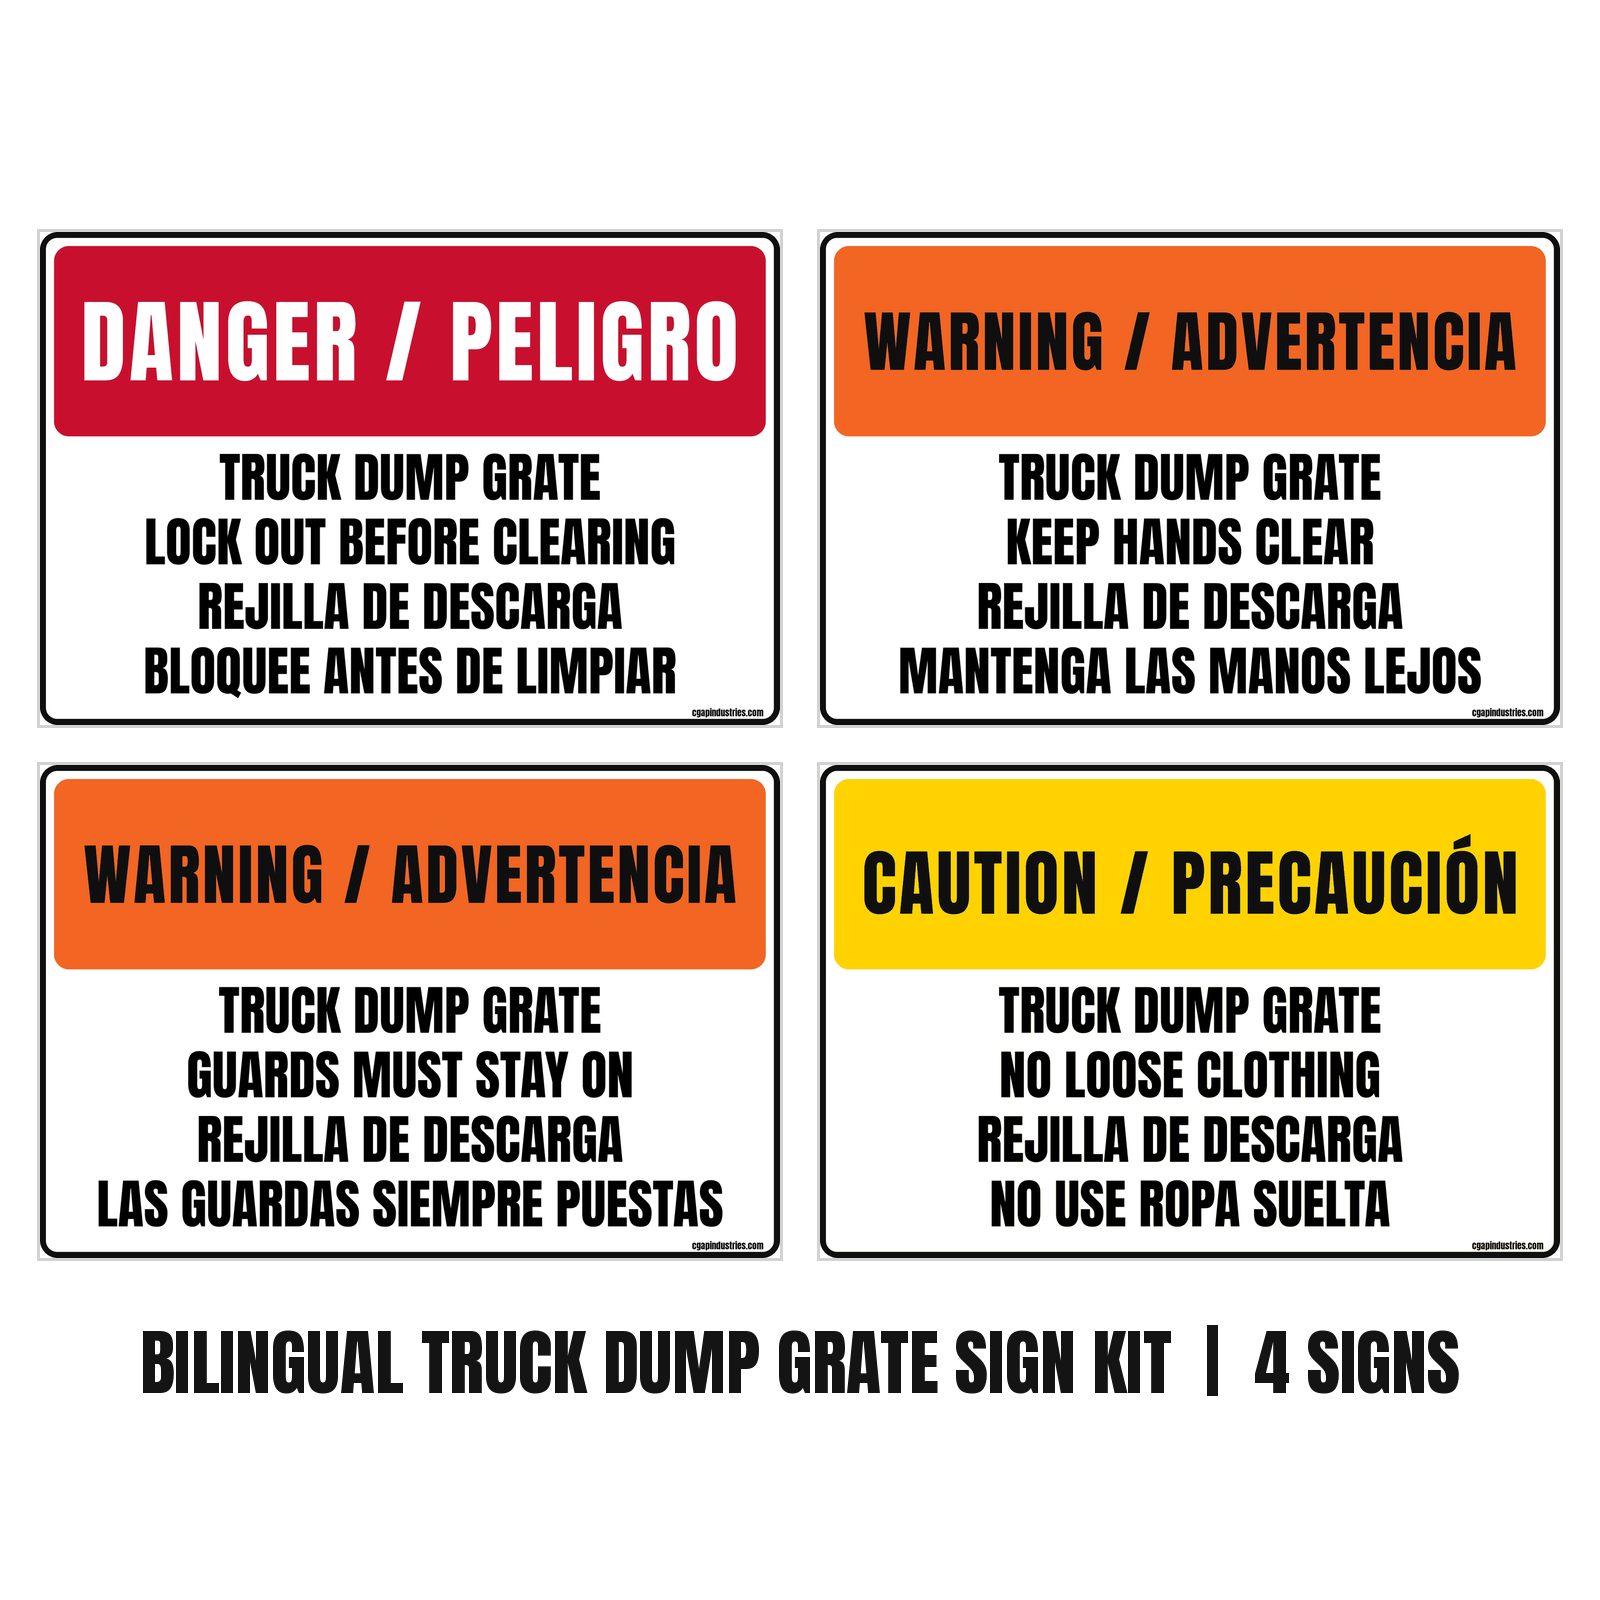 DANGER / PELIGRO
TRUCK DUMP GRATE
LOCK OUT BEFORE CLEARING
REJILLA DE DESCARGA
BLOQUEE ANTES DE LIMPIAR
cgapindustries.com
WARNING / ADVERTENCIA
TRUCK DUMP GRATE
KEEP HANDS CLEAR
REJILLA DE DESCARGA
MANTENGA LAS MANOS LEJOS
cgapindustries.com
WARNING / ADVERTENCIA
TRUCK DUMP GRATE
GUARDS MUST STAY ON
REJILLA DE DESCARGA
LAS GUARDAS SIEMPRE PUESTAS
cgapindustries.com
CAUTION / PRECAUCIÓN
TRUCK DUMP GRATE
NO LOOSE CLOTHING
REJILLA DE DESCARGA
NO USE ROPA SUELTA
cgapindustries.com
BILINGUAL TRUCK DUMP GRATE SIGN KIT | 4 SIGNS